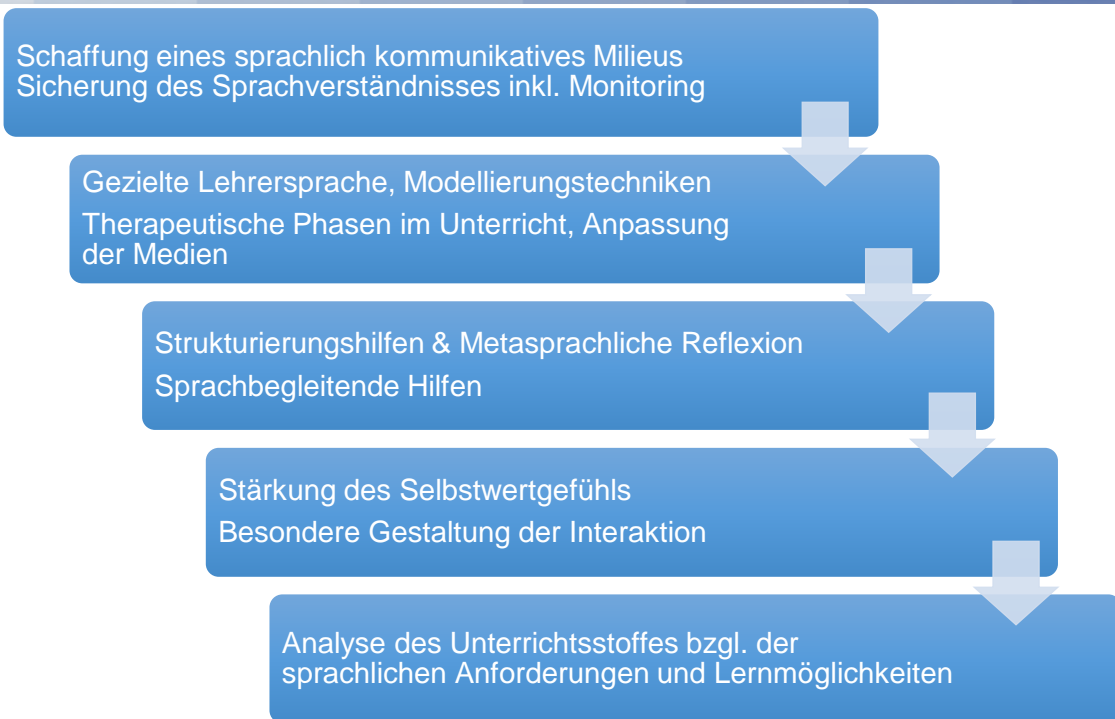 Schaffung eines sprachlich kommunikatives Milieus
Sicherung des Sprachverständnisses inkl. Monitoring
Gezielte Lehrersprache, Modellierungstechniken
Therapeutische Phasen im Unterricht, Anpassung
der Medien
Strukturierungshilfen & Metasprachliche Reflexion
Sprachbegleitende Hilfen
Stärkung des Selbstwertgefühls
Besondere Gestaltung der Interaktion
Analyse des Unterrichtsstoffes bzgl. der
sprachlichen Anforderungen und Lernmöglichkeiten